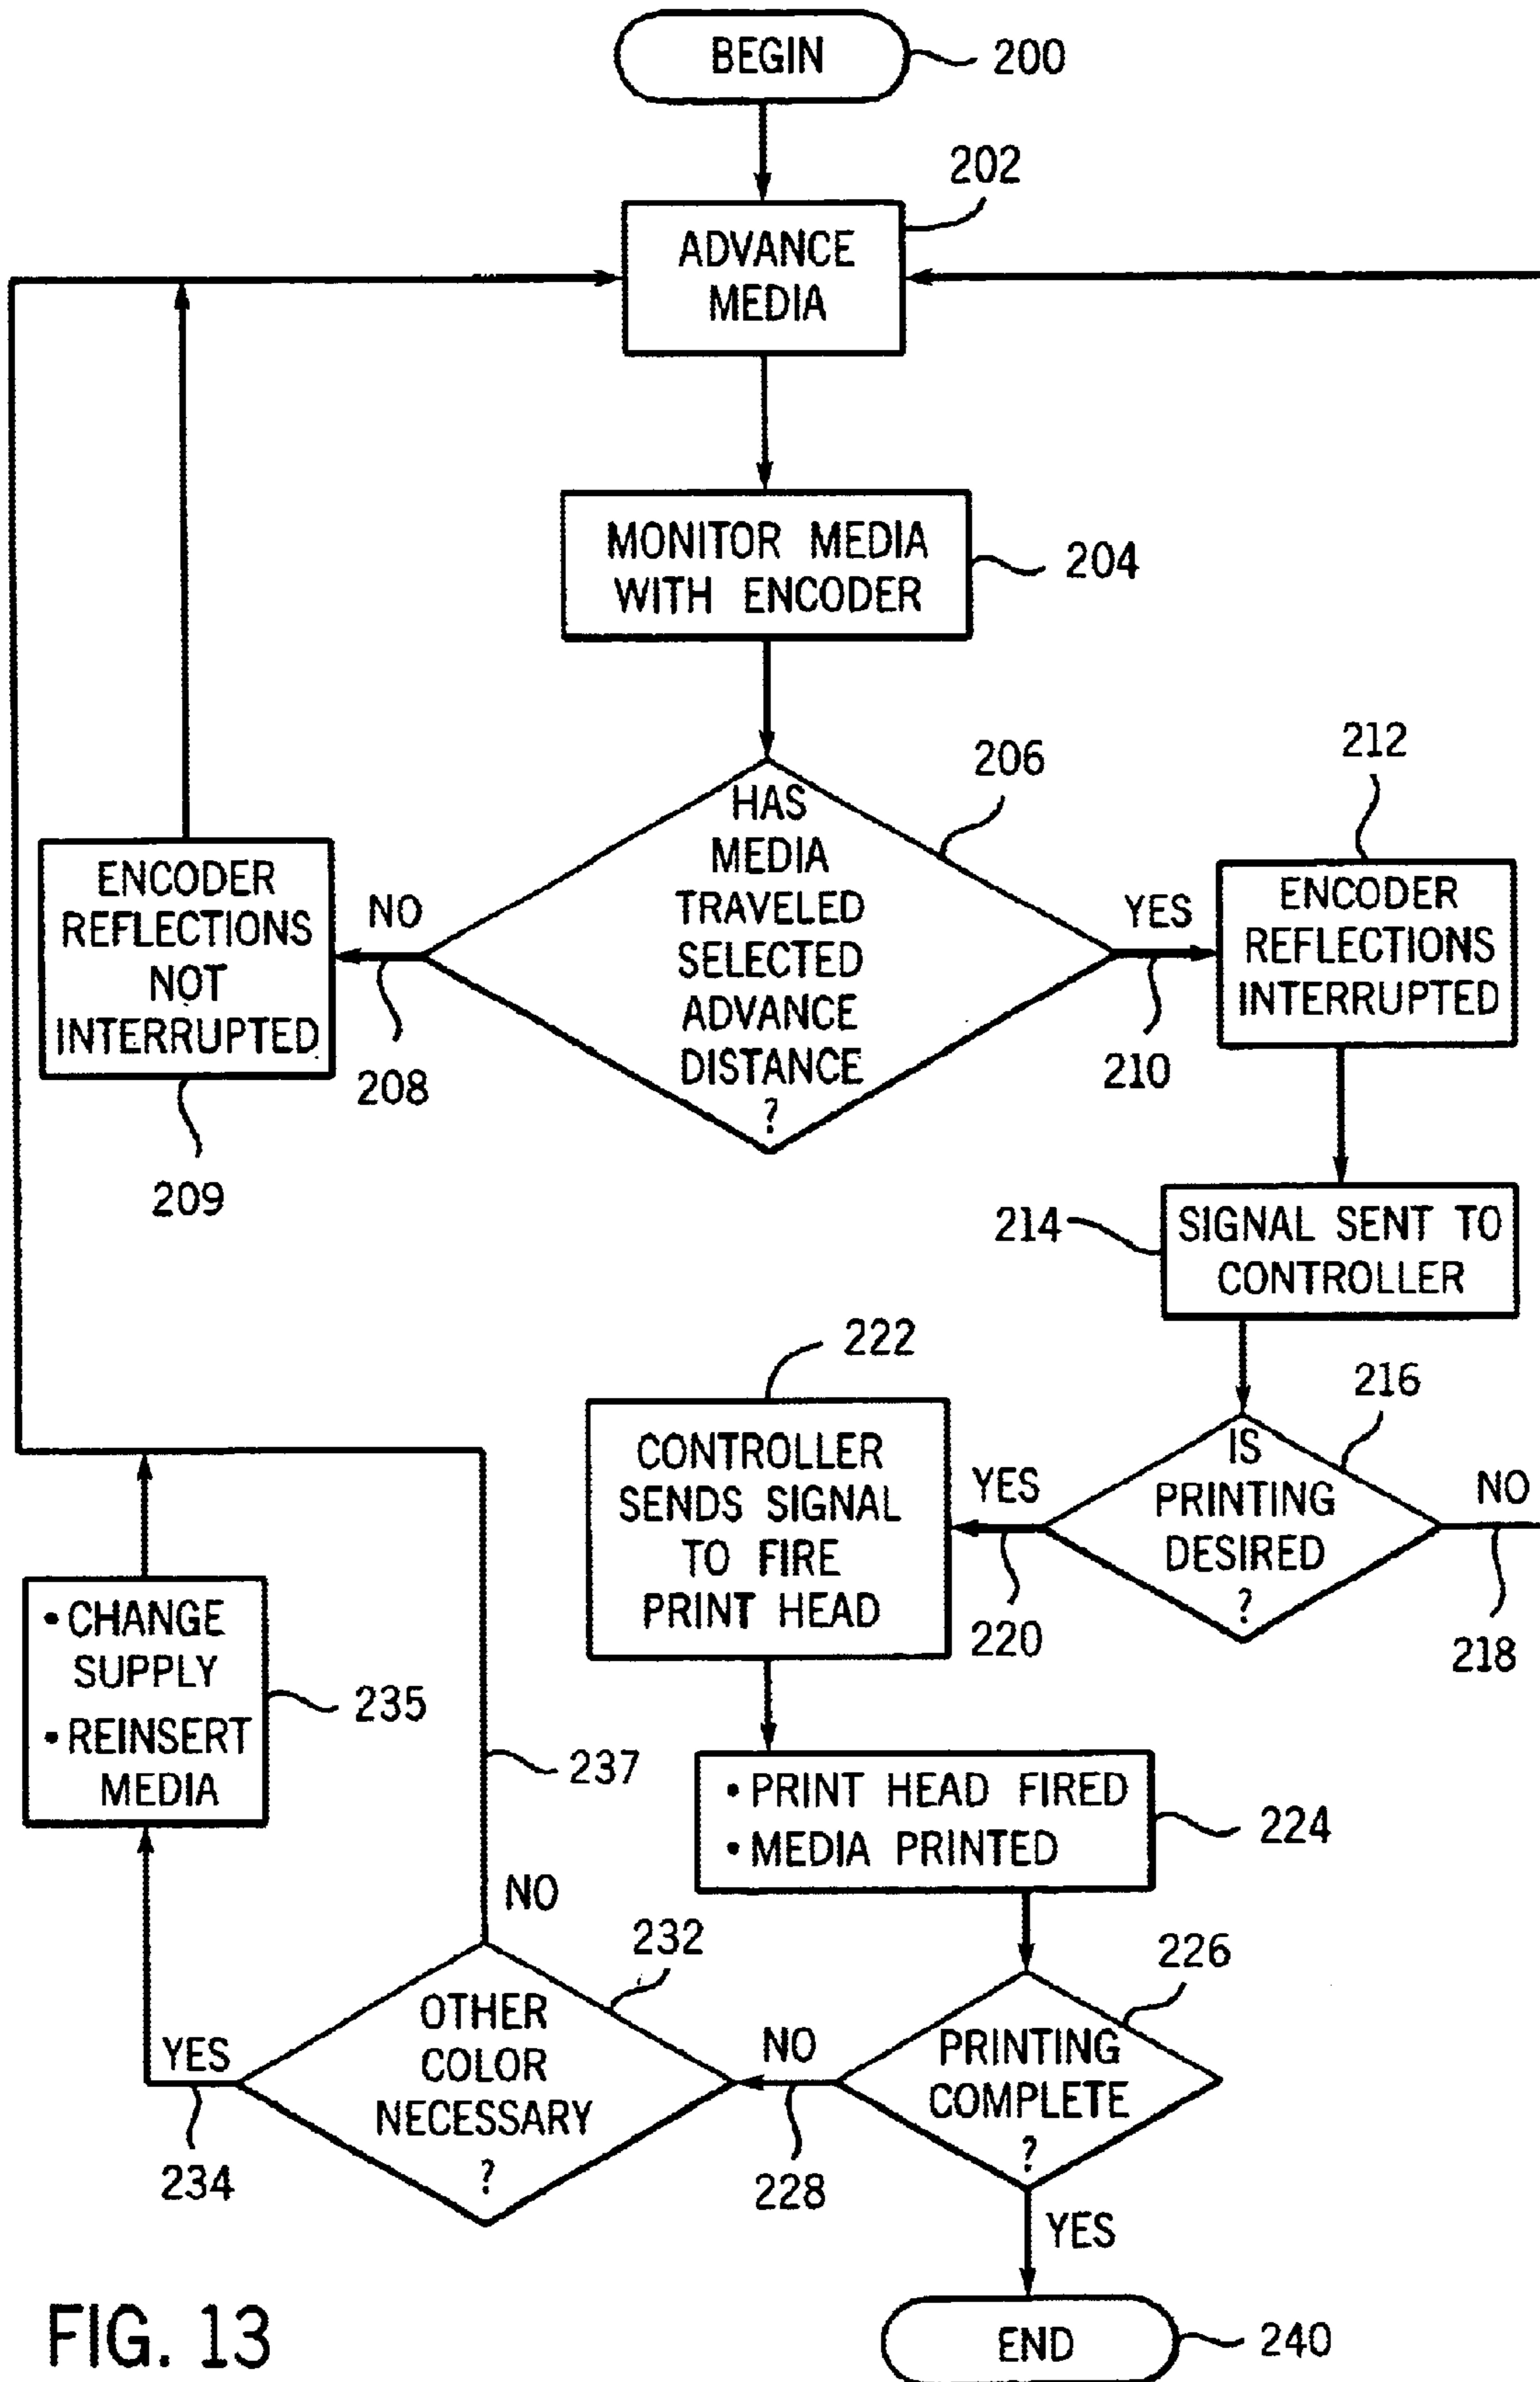 BEGIN
200
202
ADVANCE
MEDIA
MONITOR MEDIA
WITH ENCODER
204
206
HAS
MEDIA
TRAVELED
SELECTED
ADVANCE
DISTANCE
?
NO
208
ENCODER
REFLECTIONS
NOT
INTERRUPTED
209
YES
210
212
ENCODER
REFLECTIONS
INTERRUPTED
214
SIGNAL SENT TO
CONTROLLER
216
IS
PRINTING
DESIRED
?
NO
218
YES
220
222
CONTROLLER
SENDS SIGNAL
TO FIRE
PRINT HEAD
• PRINT HEAD FIRED
• MEDIA PRINTED
224
226
PRINTING
COMPLETE
?
NO
228
232
OTHER
COLOR
NECESSARY
?
NO
237
YES
234
• CHANGE
SUPPLY
• REINSERT
MEDIA
235
YES
END
240
FIG. 13